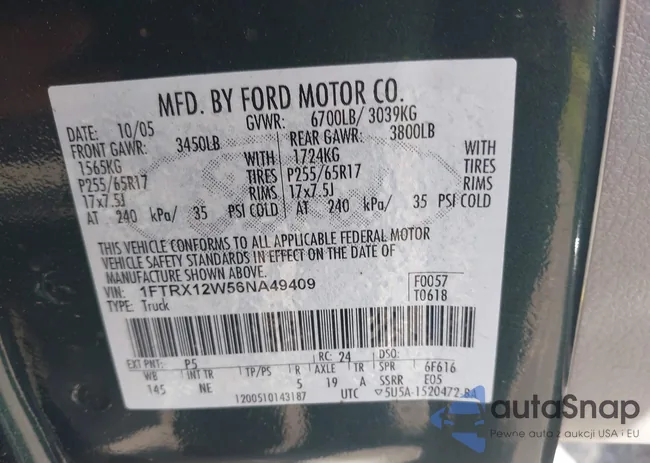 MFD. BY FORD MOTOR CO.
DATE: 10/05 GVWR: 6700LB/ 3039KG
FRONT GAWR: 3450LB REAR GAWR: 3800LB
1565KG WITH 1724KG WITH
P255/65R17 TIRES P255/65R17 TIRES
17x7.5J RIMS 17x7.5J RIMS
AT 240 kPa/ 35 PSI COLD AT 240 kPa/ 35 PSI COLD
THIS VEHICLE CONFORMS TO ALL APPLICABLE FEDERAL MOTOR
VEHICLE SAFTETY STANDARDS IN EFFECT ON THE DATE OF
MANUFACTURE SHOWN ABOVE.
VIN: 1FTRX12W56NA49409 F0057
TYPE: Truck T0618
EXT PNT: P5 RC: 24 DSO:
WB INT TR TP/PS R AXLE TR SPR 6F616
145 NE 5 19 A SSRR E05
1200510143187 UTC 5U5A-1520472-BA
autoSnap
Pewne auto z aukcji USA i EU